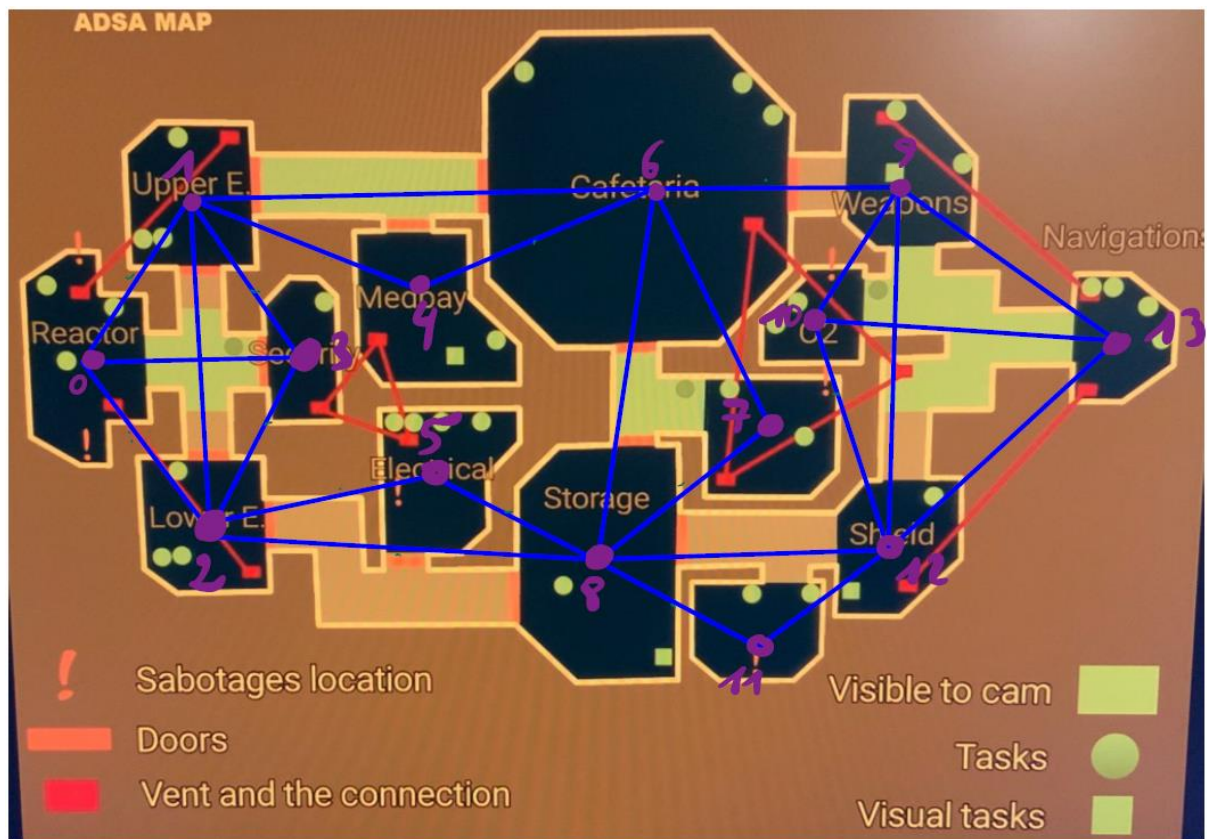 ADSA MAP
1
Upper E.
6
Cafeteria
9
Weapons
Navigations
Reactor
0
Security
3
Medbay
4
10
O2
13
5
Electrical
7
Lower E.
2
Storage
8
Shield
12
11
!
Sabotages location
Doors
Vent and the connection
Visible to cam
Tasks
Visual tasks